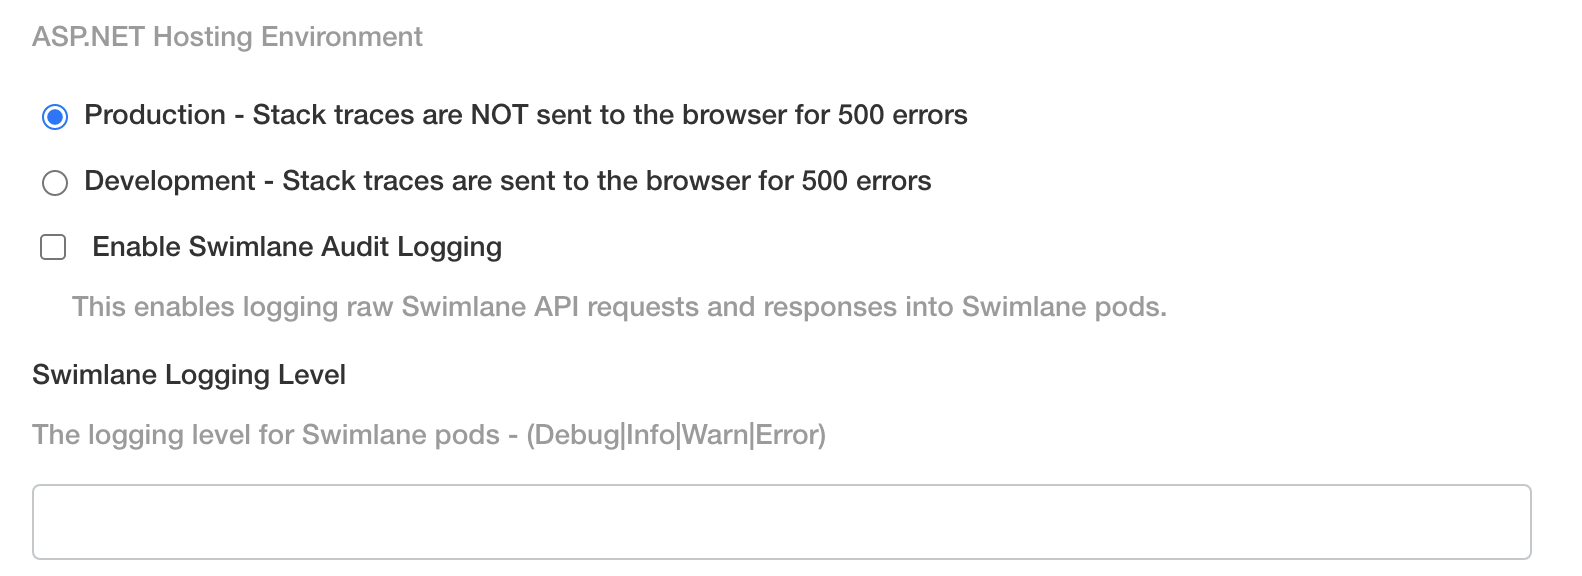 ASP.NET Hosting Environment
Production - Stack traces are NOT sent to the browser for 500 errors
Development - Stack traces are sent to the browser for 500 errors
Enable Swimlane Audit Logging
This enables logging raw Swimlane API requests and responses into Swimlane pods.
Swimlane Logging Level
The logging level for Swimlane pods - (Debug|Info|Warn|Error)